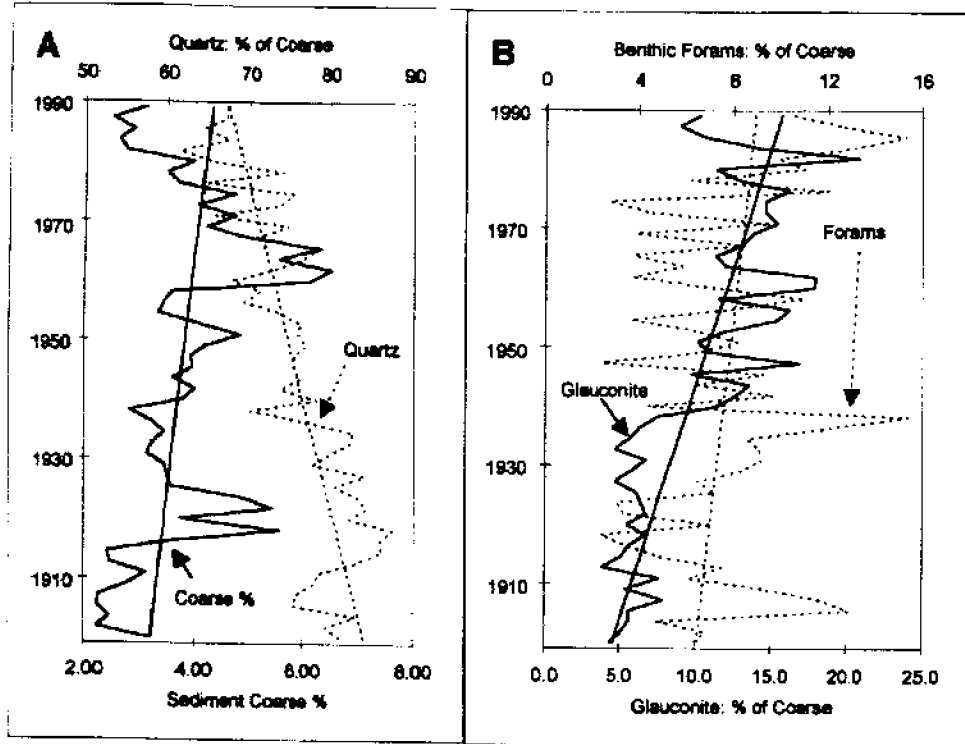 A
Quartz: % of Coarse
50 60 70 80 90
1990
1970
1950
1930
1910
Quartz
Coarse %
2.00 4.00 6.00 8.00
Sediment Coarse %
B
Benthic Forams: % of Coarse
0 4 8 12 16
1990
1970
1950
1930
1910
Forams
Glauconite
0.0 5.0 10.0 15.0 20.0 25.0
Glauconite: % of Coarse